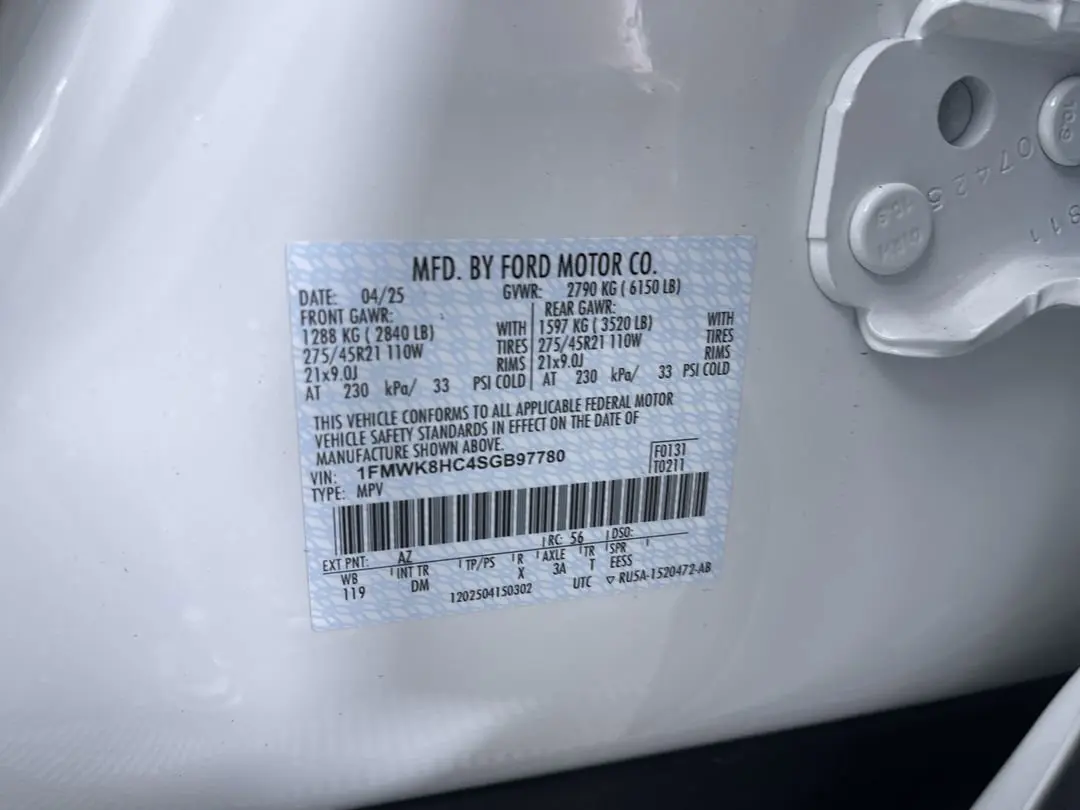 MFD. BY FORD MOTOR CO.
DATE: 04/25 GVWR: 2790 KG ( 6150 LB)
FRONT GAWR: REAR GAWR:
1288 KG ( 2840 LB) WITH 1597 KG ( 3520 LB) WITH
275/45R21 110W TIRES 275/45R21 110W TIRES
21x9.0J RIMS 21x9.0J RIMS
AT 230 kPa/ 33 PSI COLD AT 230 kPa/ 33 PSI COLD
THIS VEHICLE CONFORMS TO ALL APPLICABLE FEDERAL MOTOR
VEHICLE SAFETY STANDARDS IN EFFECT ON THE DATE OF
MANUFACTURE SHOWN ABOVE.
VIN: 1FMWK8HC4SGB97780 F0131
TYPE: MPV T0211
EXT PNT: AZ RC: 56 DSO:
WB INT TR TP/PS R AXLE TR SPR
119 DM X 3A T EESS
1202504150302 UTC ▽ RU5A-1520472-AB
10.9
07425
811